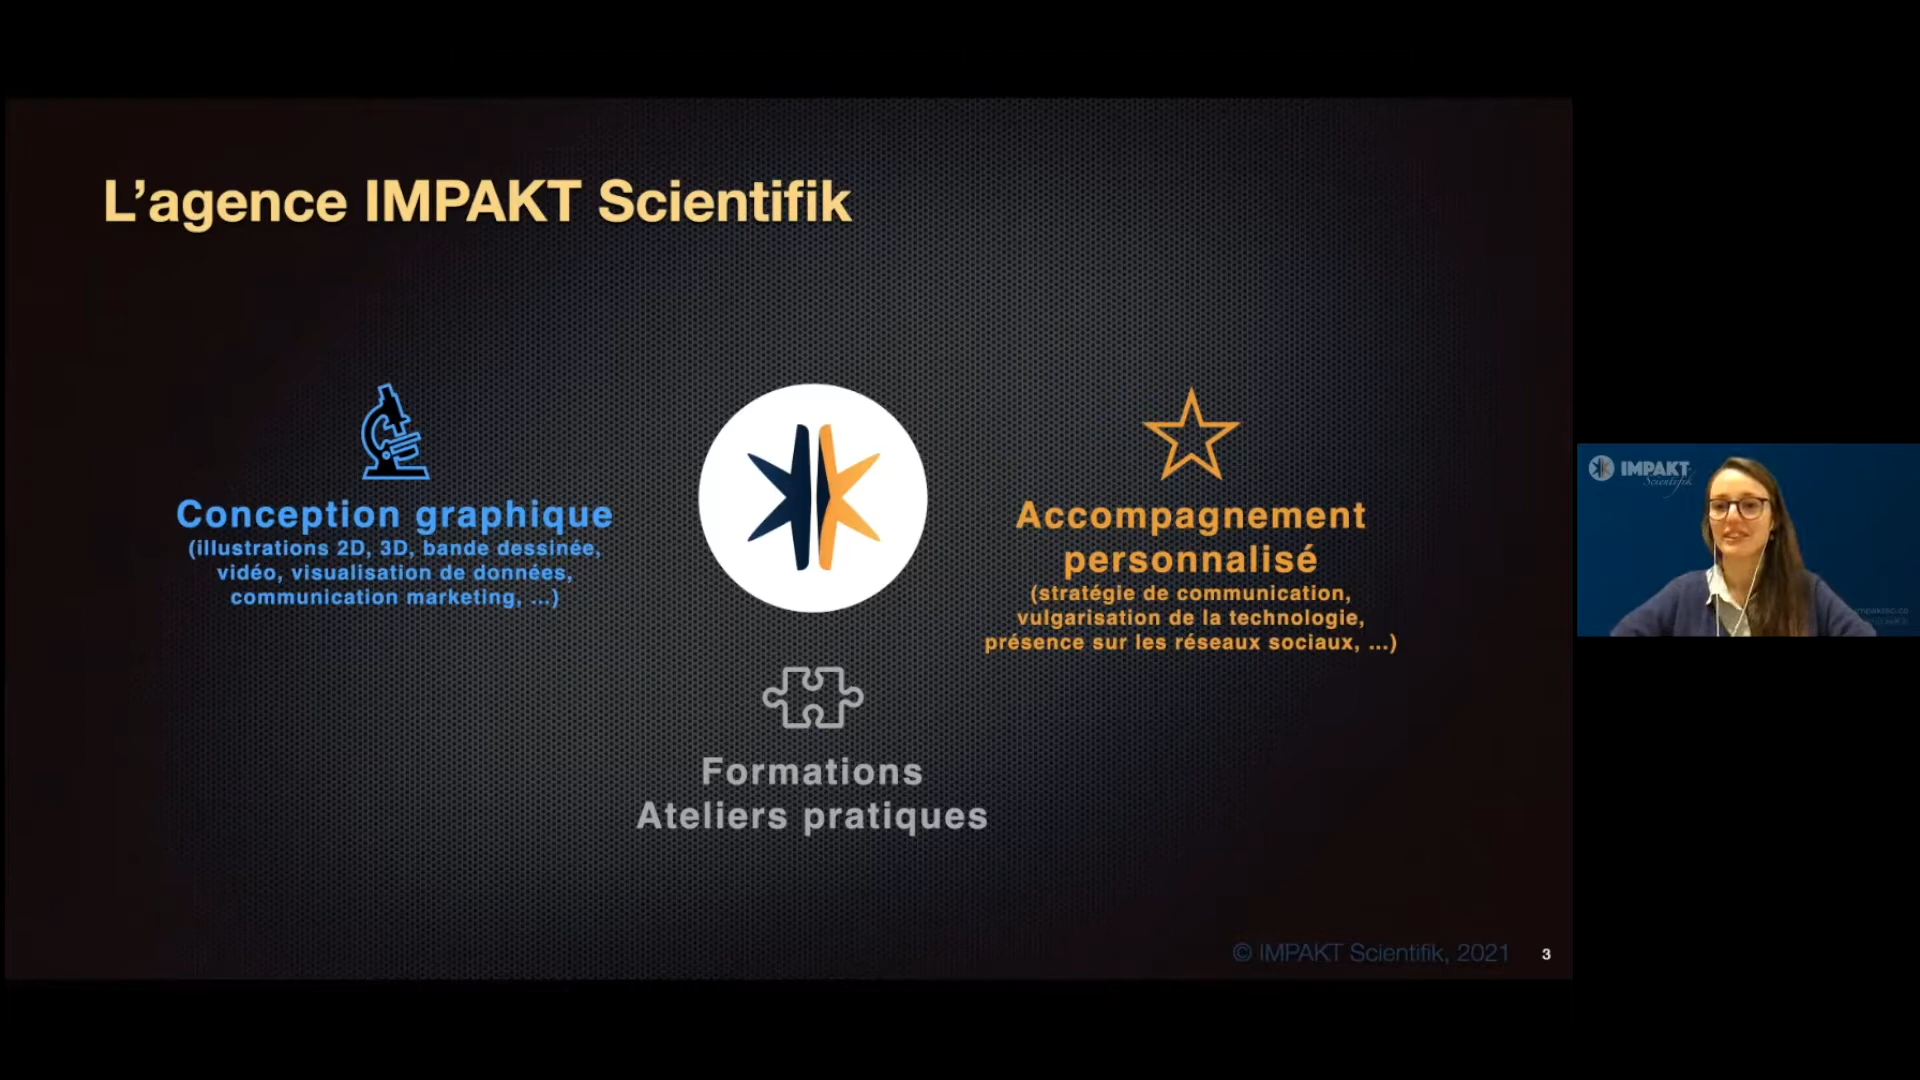 L’agence IMPAKT Scientifik
Conception graphique
(illustrations 2D, 3D, bande dessinée,
vidéo, visualisation de données,
communication marketing, ...)
Accompagnement
personnalisé
(stratégie de communication,
vulgarisation de la technologie,
présence sur les réseaux sociaux, ...)
Formations
Ateliers pratiques
© IMPAKT Scientifik, 2021
3
IMPAKT
Scientifik